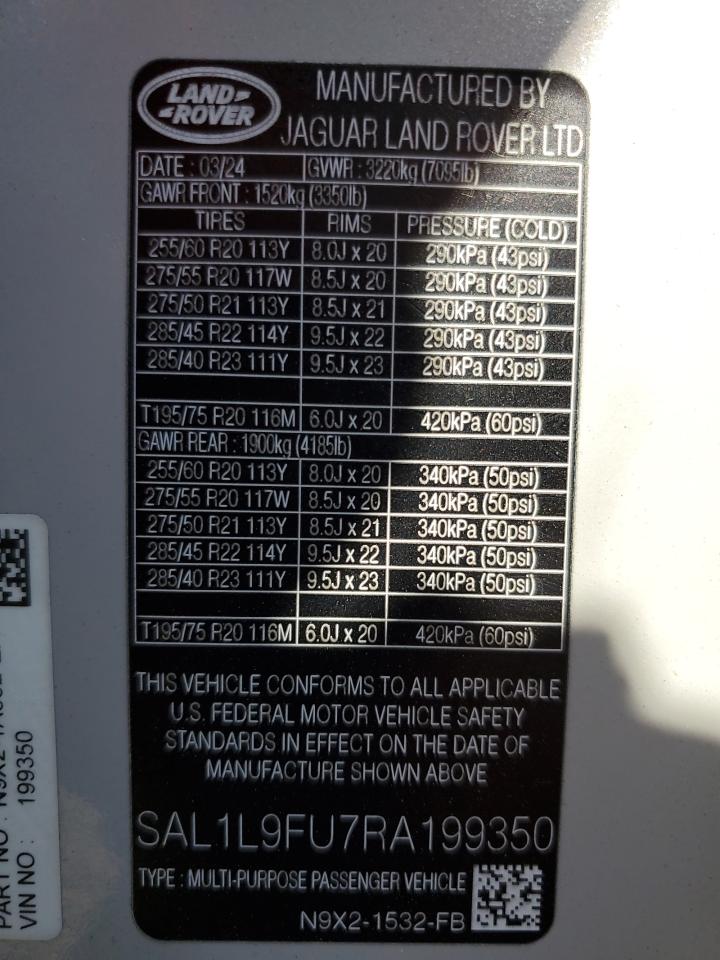 LAND
ROVER
MANUFACTURED BY
JAGUAR LAND ROVER LTD
DATE : 03/24 GVWR : 3220kg (7095lb)
GAWR FRONT : 1520kg (3350lb)
TIRES RIMS PRESSURE (COLD)
255/60 R20 113Y 8.0J x 20 290kPa (43psi)
275/55 R20 117W 8.5J x 20 290kPa (43psi)
275/50 R21 113Y 8.5J x 21 290kPa (43psi)
285/45 R22 114Y 9.5J x 22 290kPa (43psi)
285/40 R23 111Y 9.5J x 23 290kPa (43psi)
T195/75 R20 116M 6.0J x 20 420kPa (60psi)
GAWR REAR : 1900kg (4185lb)
255/60 R20 113Y 8.0J x 20 340kPa (50psi)
275/55 R20 117W 8.5J x 20 340kPa (50psi)
275/50 R21 113Y 8.5J x 21 340kPa (50psi)
285/45 R22 114Y 9.5J x 22 340kPa (50psi)
285/40 R23 111Y 9.5J x 23 340kPa (50psi)
T195/75 R20 116M 6.0J x 20 420kPa (60psi)
THIS VEHICLE CONFORMS TO ALL APPLICABLE
U.S. FEDERAL MOTOR VEHICLE SAFETY
STANDARDS IN EFFECT ON THE DATE OF
MANUFACTURE SHOWN ABOVE
SAL1L9FU7RA199350
TYPE : MULTI-PURPOSE PASSENGER VEHICLE
N9X2-1532-FB
PART NO :
VIN NO : 199350